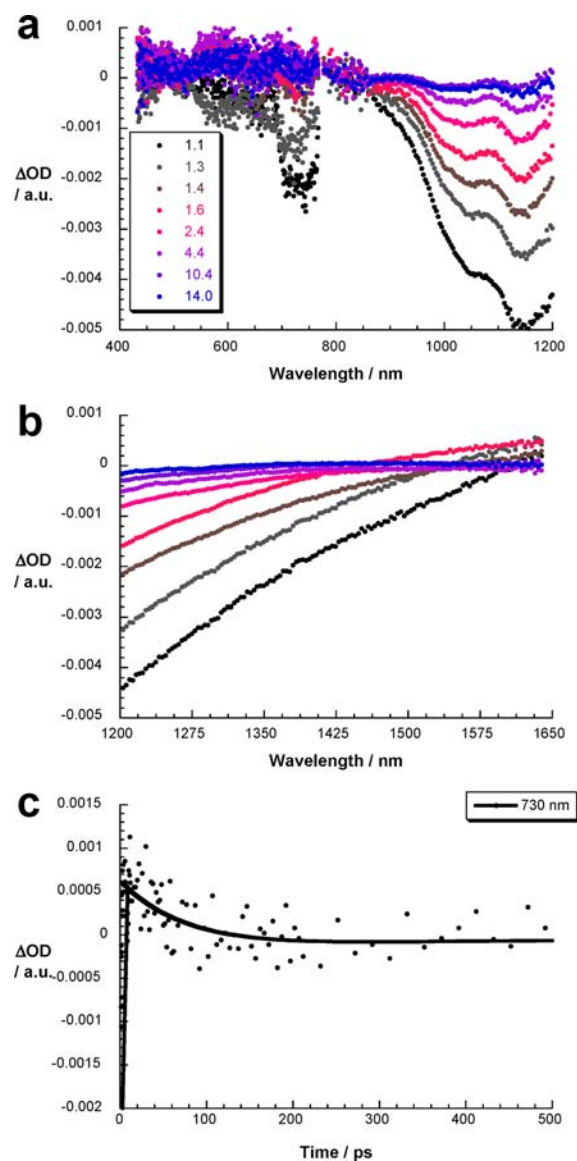 a
0.001
0
-0.001
ΔOD
/ a.u.
-0.002
-0.003
-0.004
-0.005
1.1
1.3
1.4
1.6
2.4
4.4
10.4
14.0
400 600 800 1000 1200
Wavelength / nm
b
0.001
0
-0.001
ΔOD
/ a.u.
-0.002
-0.003
-0.004
-0.005
1200 1275 1350 1425 1500 1575 1650
Wavelength / nm
c
730 nm
0.0015
0.001
0.0005
0
ΔOD
/ a.u.
-0.0005
-0.001
-0.0015
-0.002
0 100 200 300 400 500
Time / ps